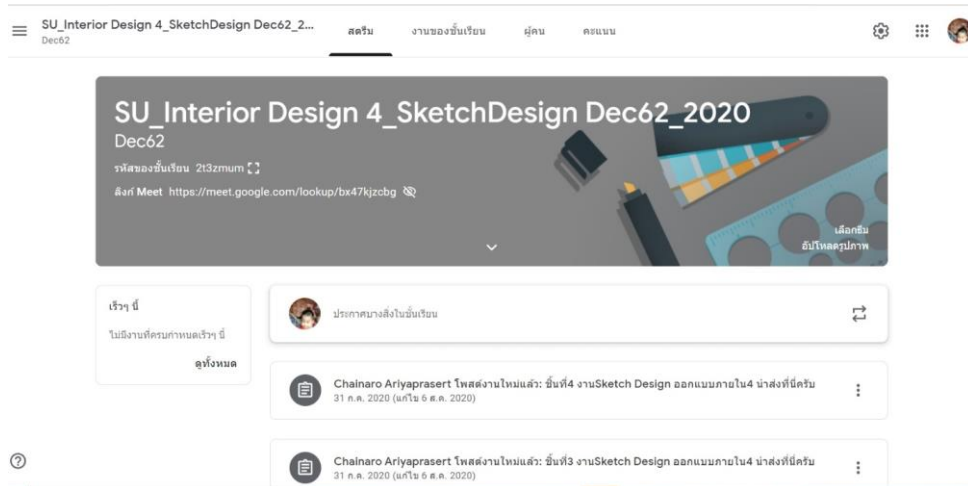 SU_Interior Design 4_SketchDesign Dec62_2...
Dec62
สตรีม
งานของชั้นเรียน
ผู้คน
คะแนน
SU_Interior Design 4_SketchDesign Dec62_2020
Dec62
รหัสของชั้นเรียน 2t3zmum
ลิงก์ Meet https://meet.google.com/lookup/bx47kjzcbg
เลือกธีม
อัปโหลดรูปภาพ
เร็วๆ นี้
ไม่มีงานที่ครบกำหนดเร็วๆ นี้
ดูทั้งหมด
ประกาศบางสิ่งในชั้นเรียน
Chainaro Ariyaprasert โพสต์งานใหม่แล้ว: ชิ้นที่4 งานSketch Design ออกแบบภายใน4 นำส่งที่นี่ครับ
31 ก.ค. 2020 (แก้ไข 6 ส.ค. 2020)
Chainaro Ariyaprasert โพสต์งานใหม่แล้ว: ชิ้นที่3 งานSketch Design ออกแบบภายใน4 นำส่งที่นี่ครับ
31 ก.ค. 2020 (แก้ไข 6 ส.ค. 2020)